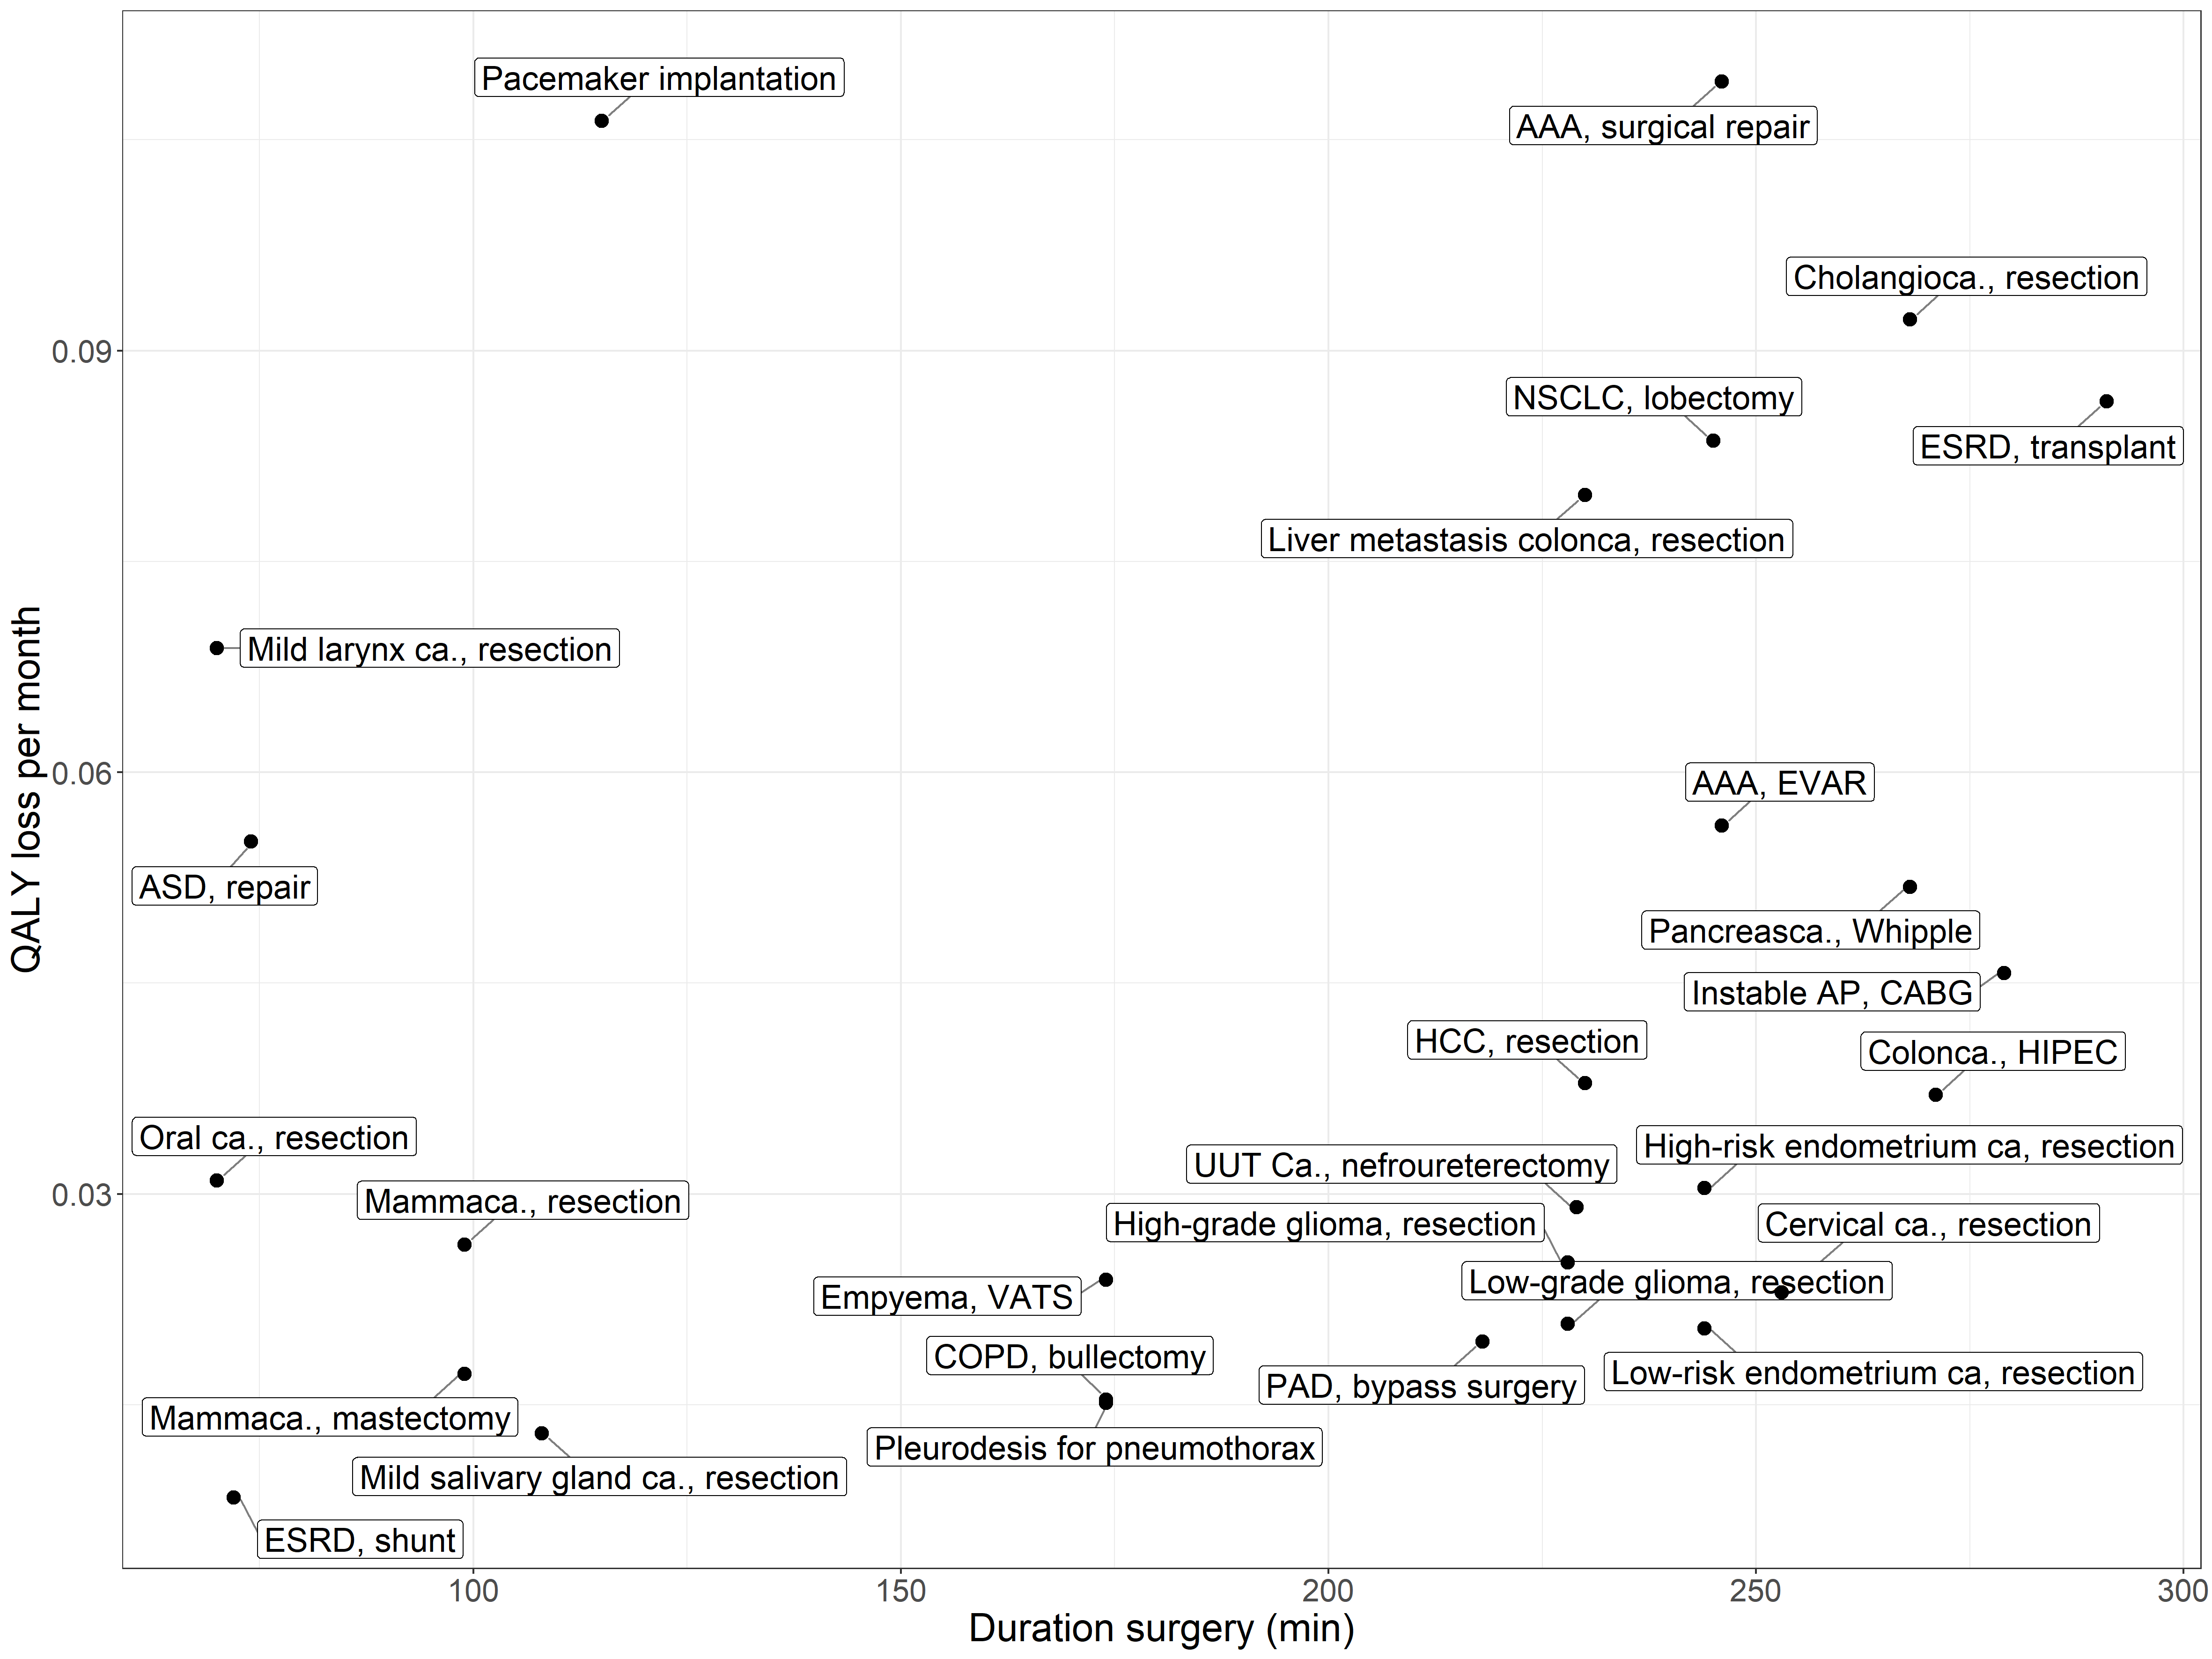 Pacemaker implantation
AAA, surgical repair
Cholangioca., resection
0.09
NSCLC, lobectomy
ESRD, transplant
Liver metastasis colonca, resection
Mild larynx ca., resection
QALY loss per month
0.06
AAA, EVAR
ASD, repair
Pancreasca., Whipple
Instable AP, CABG
HCC, resection
Colonca., HIPEC
Oral ca., resection
High-risk endometrium ca, resection
UUT Ca., nefroureterectomy
0.03
Mammaca., resection
High-grade glioma, resection
Cervical ca., resection
Low-grade glioma, resection
Empyema, VATS
COPD, bullectomy
Low-risk endometrium ca, resection
PAD, bypass surgery
Mammaca., mastectomy
Pleurodesis for pneumothorax
Mild salivary gland ca., resection
ESRD, shunt
100
150
200
250
300
Duration surgery (min)